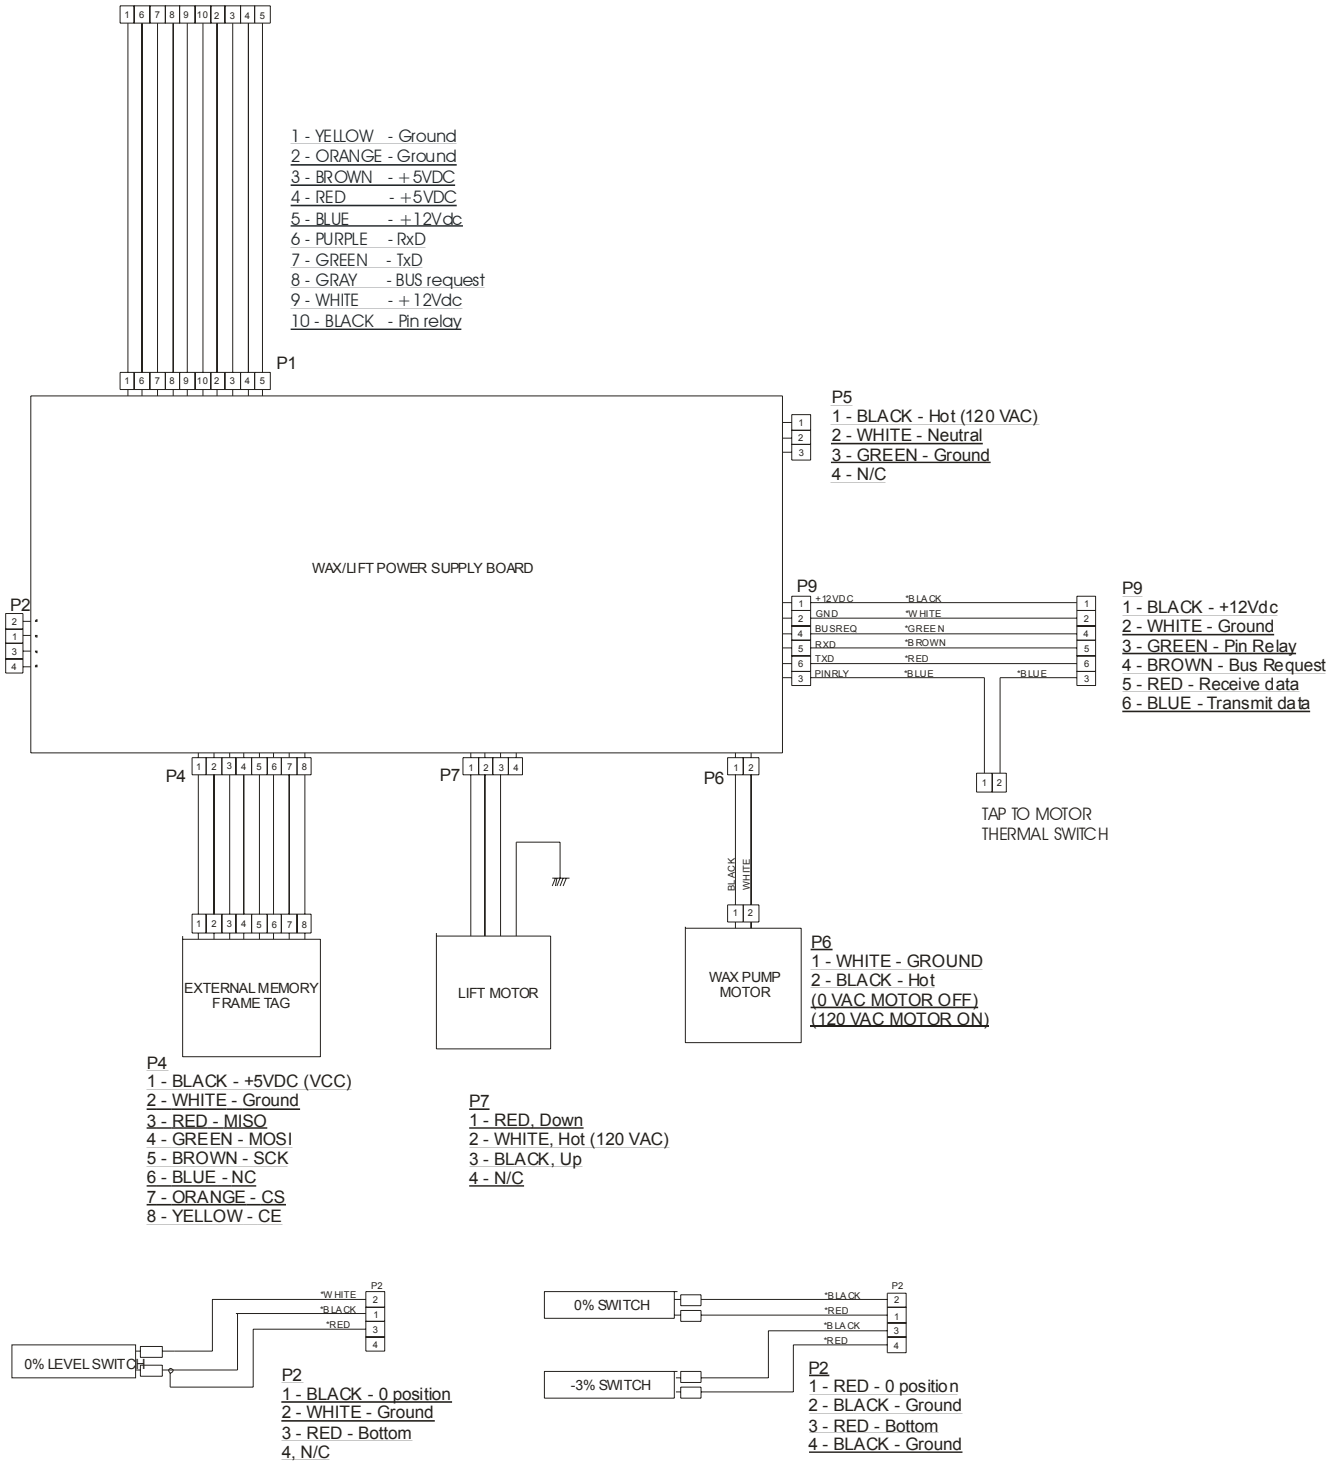 1 6 7 8 9 10 2 3 4 5
1 - YELLOW - Ground
2 - ORANGE - Ground
3 - BROWN - +5VDC
4 - RED - +5VDC
5 - BLUE - +12Vdc
6 - PURPLE - RxD
7 - GREEN - TxD
8 - GRAY - BUS request
9 - WHITE - +12Vdc
10 - BLACK - Pin relay
P1
1 6 7 8 9 10 2 3 4 5
P5
1 - BLACK - Hot (120 VAC)
2 - WHITE - Neutral
3 - GREEN - Ground
4 - N/C
1
2
3
WAX/LIFT POWER SUPPLY BOARD
P2
2
1
3
4
P9
1 +12VDC *BLACK 1
2 GND *WHITE 2
4 BUSREQ *GREEN 4
5 RXD *BROWN 5
6 TXD *RED 6
3 PINRLY *BLUE *BLUE 3
P9
1 - BLACK - +12Vdc
2 - WHITE - Ground
3 - GREEN - Pin Relay
4 - BROWN - Bus Request
5 - RED - Receive data
6 - BLUE - Transmit data
1 2
TAP TO MOTOR
THERMAL SWITCH
P4
1 2 3 4 5 6 7 8
P7
1 2 3 4
P6
1 2
BLACK
WHITE
1 2 3 4 5 6 7 8
1 2
EXTERNAL MEMORY
FRAME TAG
LIFT MOTOR
WAX PUMP
MOTOR
P6
1 - WHITE - GROUND
2 - BLACK - Hot
(0 VAC MOTOR OFF)
(120 VAC MOTOR ON)
P4
1 - BLACK - +5VDC (VCC)
2 - WHITE - Ground
3 - RED - MISO
4 - GREEN - MOSI
5 - BROWN - SCK
6 - BLUE - NC
7 - ORANGE - CS
8 - YELLOW - CE
P7
1 - RED, Down
2 - WHITE, Hot (120 VAC)
3 - BLACK, Up
4 - N/C
0% LEVEL SWITCH
P2
*WHITE 2
*BLACK 1
*RED 3
4
P2
1 - BLACK - 0 position
2 - WHITE - Ground
3 - RED - Bottom
4, N/C
0% SWITCH
-3% SWITCH
P2
*BLACK 2
*RED 1
*BLACK 3
*RED 4
P2
1 - RED - 0 position
2 - BLACK - Ground
3 - RED - Bottom
4 - BLACK - Ground